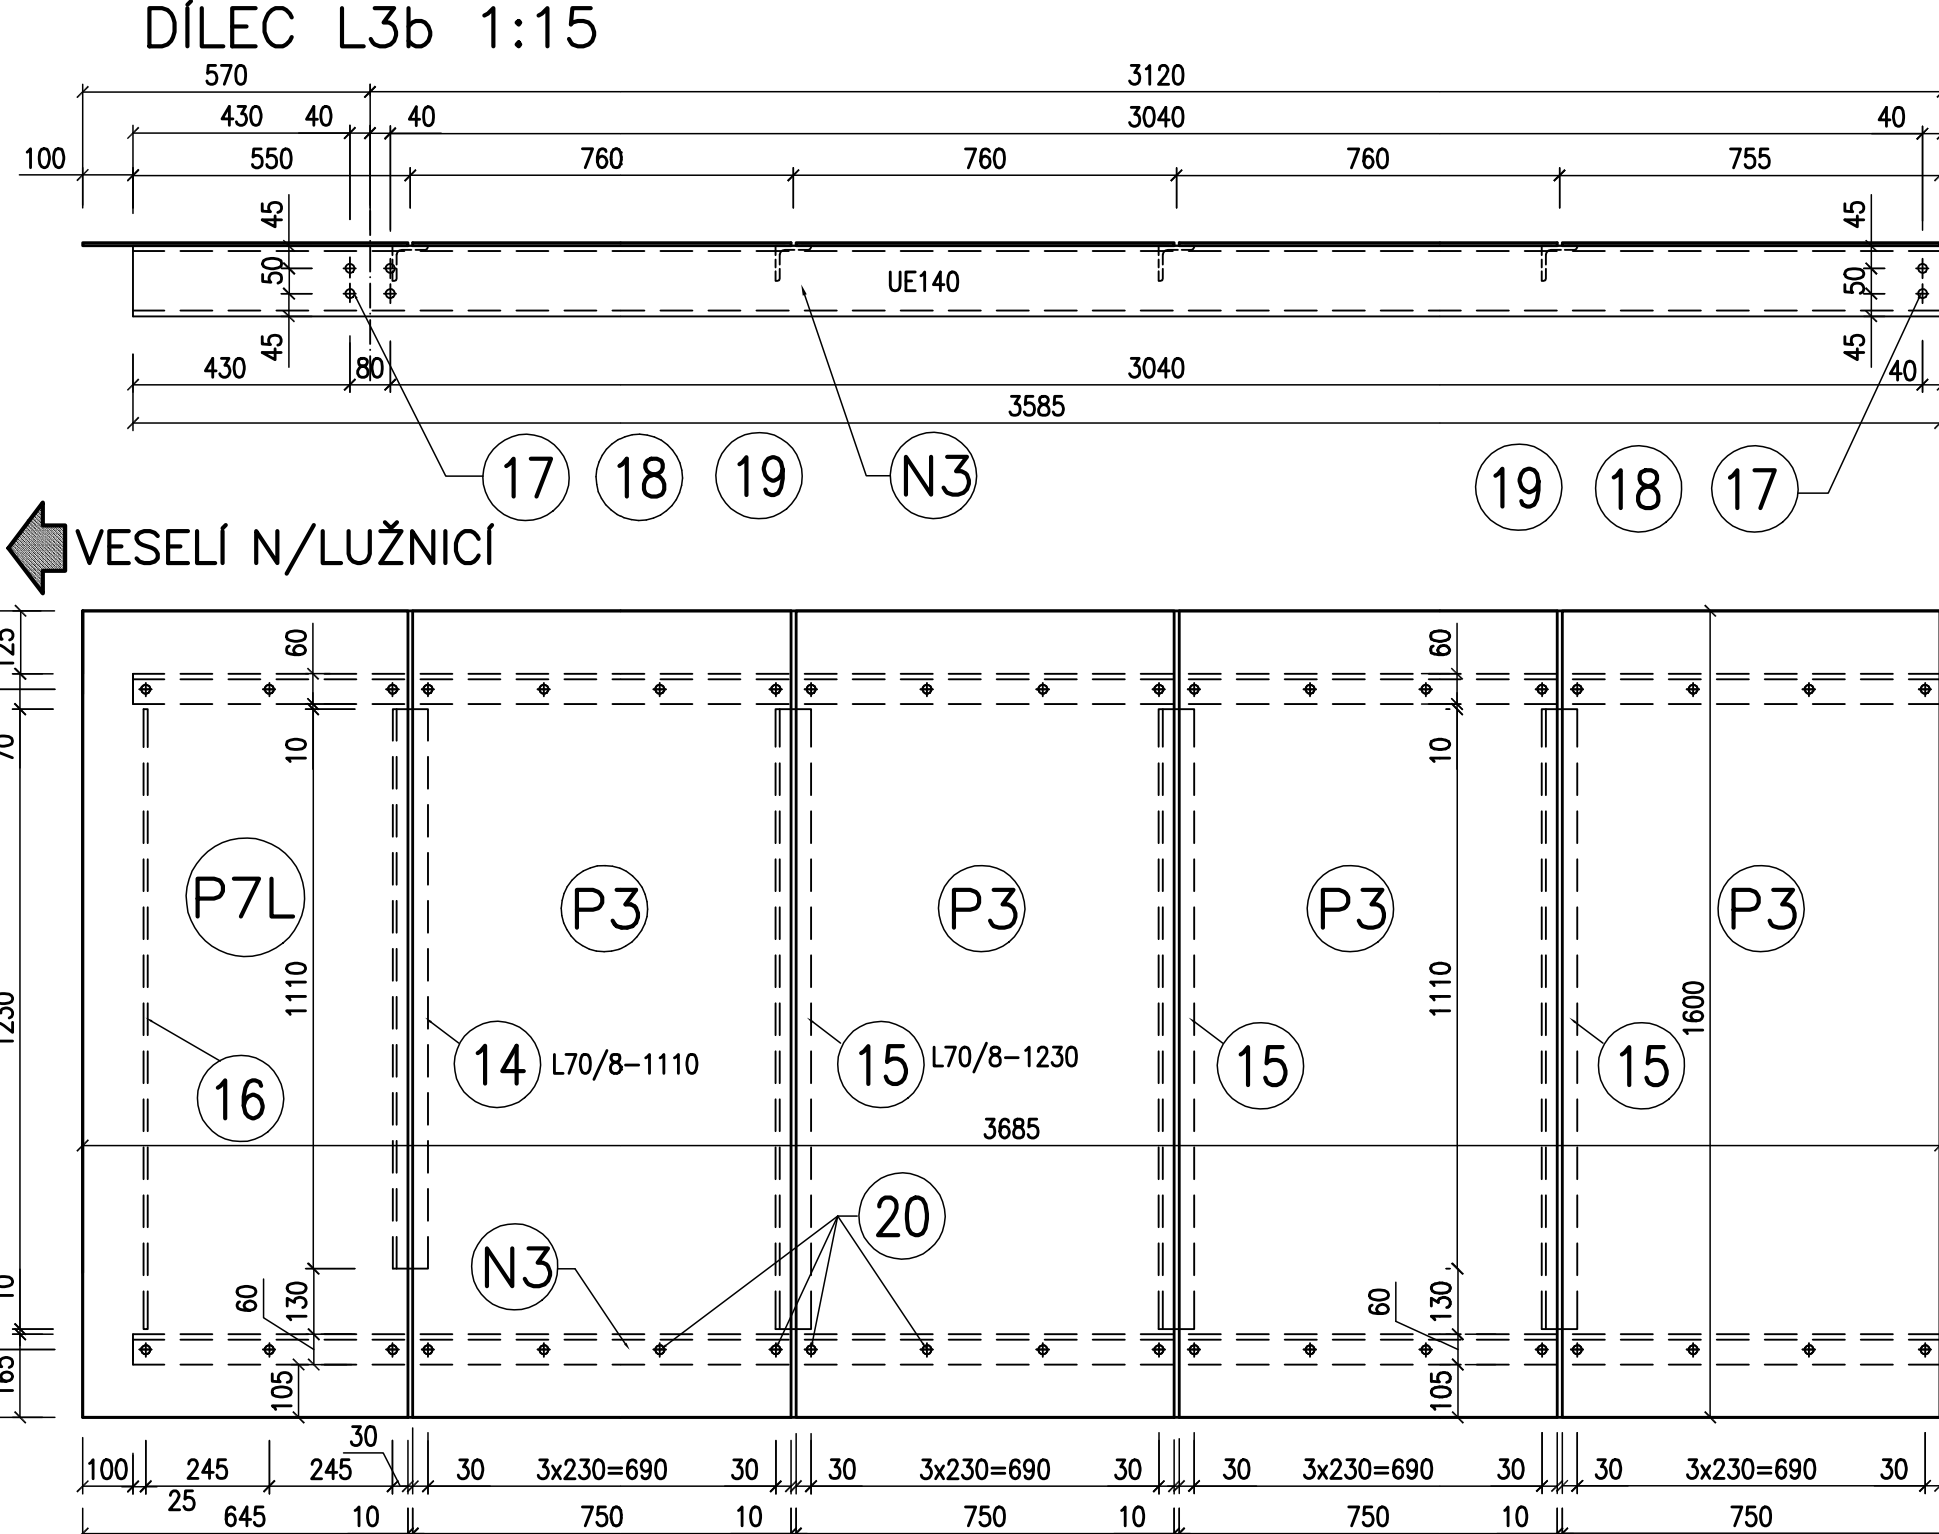 DÍLEC L3b 1:15
570 3120
430 40 40 3040 40
100 550 760 760 760 755
45 45
50 UE140 50
45 45
430 80 3040 40
3585
17 18 19 N3 19 18 17
VESELÍ N/LUŽNICÍ
125 60 60
70 10 10
P7L P3 P3 P3 P3
1230 1110 1110 1600
16 14 L70/8-1110 15 L70/8-1230 15 15
3685
20
N3
10 60 130 60 130
165 105 105
30
100 245 245 30 3x230=690 30 30 3x230=690 30 30 3x230=690 30 30 3x230=690 30
25
645 10 750 10 750 10 750 10 750